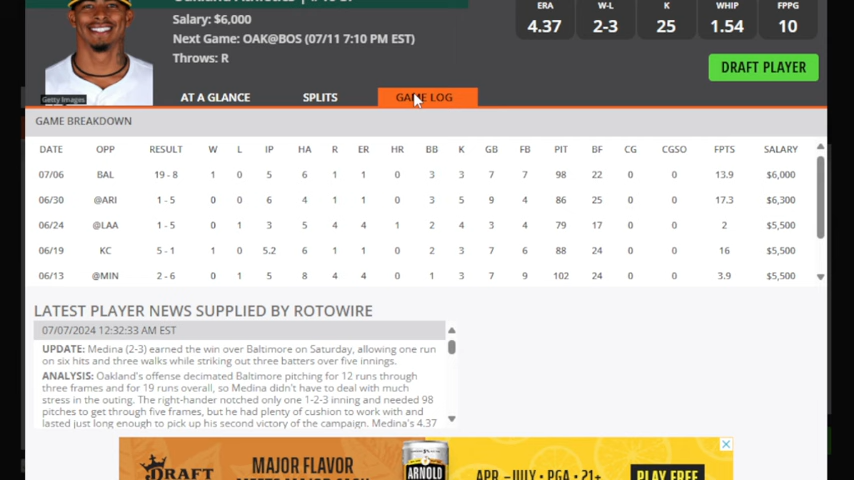 Salary: $6,000
Next Game: OAK@BOS (07/11 7:10 PM EST)
Throws: R
ERA W-L K WHIP FPPG
4.37 2-3 25 1.54 10
DRAFT PLAYER
Getty Images
AT A GLANCE SPLITS GAME LOG
GAME BREAKDOWN
DATE OPP RESULT W L IP HA R ER HR BB K GB FB PIT BF CG CGSO FPTS SALARY
07/06 BAL 19 - 8 1 0 5 6 1 1 0 3 3 7 7 98 22 0 0 13.9 $6,000
06/30 @ARI 1 - 5 0 0 6 4 1 1 0 3 5 9 4 86 25 0 0 17.3 $6,300
06/24 @LAA 1 - 5 0 1 3 5 4 4 1 2 4 3 4 79 17 0 0 2 $5,500
06/19 KC 5 - 1 1 0 5.2 6 1 1 0 2 3 7 6 88 24 0 0 16 $5,500
06/13 @MIN 2 - 6 0 1 5 8 4 4 0 1 3 7 9 102 24 0 0 3.9 $5,500
LATEST PLAYER NEWS SUPPLIED BY ROTOWIRE
07/07/2024 12:32:33 AM EST
UPDATE: Medina (2-3) earned the win over Baltimore on Saturday, allowing one run
on six hits and three walks while striking out three batters over five innings.
ANALYSIS: Oakland's offense decimated Baltimore pitching for 12 runs through
three frames and for 19 runs overall, so Medina didn't have to deal with much
stress in the outing. The right-hander notched only one 1-2-3 inning and needed 98
pitches to get through five frames, but he had plenty of cushion to work with and
lasted just long enough to pick up his second victory of the campaign. Medina's 4.37
DRAFT
MAJOR FLAVOR
ARNOLD
APR - JULY • PGA • 21+
PLAY FREE